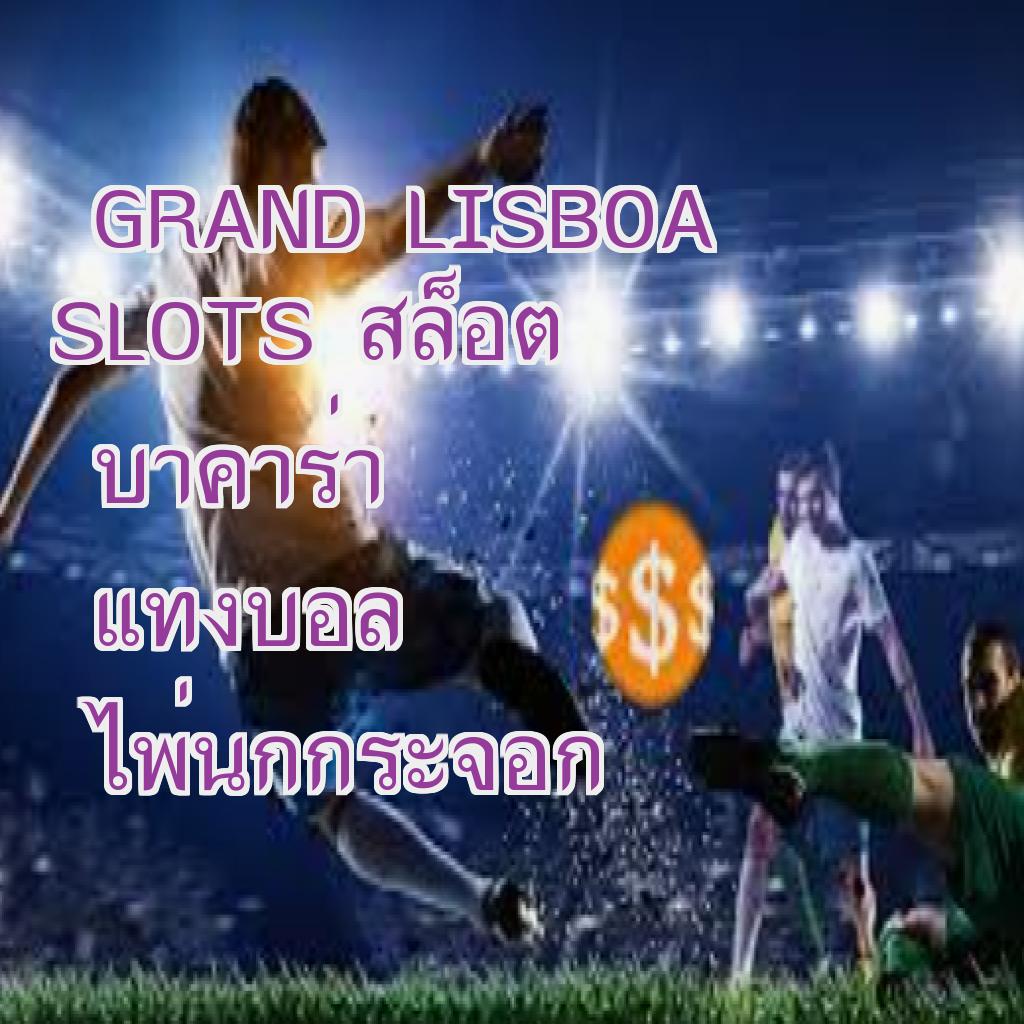 GRAND LISBOA
SLOTS สล็อต
บาคาร่า
แทงบอล
ไพ่นกกระจอก
$$$